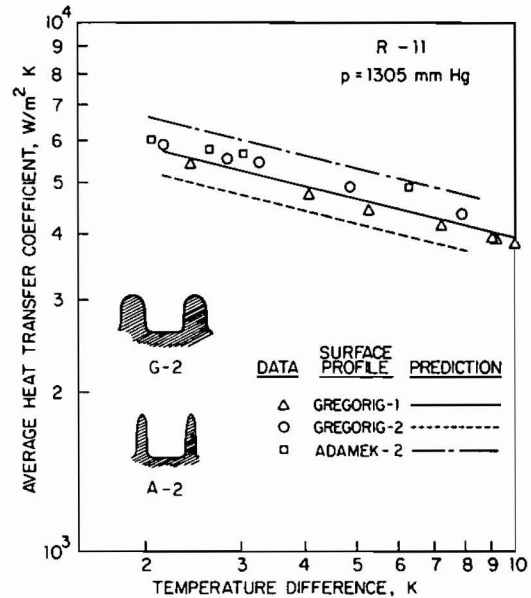 R-11
p = 1305 mm Hg
AVERAGE HEAT TRANSFER COEFFICIENT, W/m² K
10⁴
9
8
7
6
5
4
3
2
10³
G-2
A-2
DATA SURFACE PROFILE PREDICTION
△ GREGORIG-1
○ GREGORIG-2
□ ADAMEK-2
2 3 4 5 6 7 8 9 10
TEMPERATURE DIFFERENCE, K